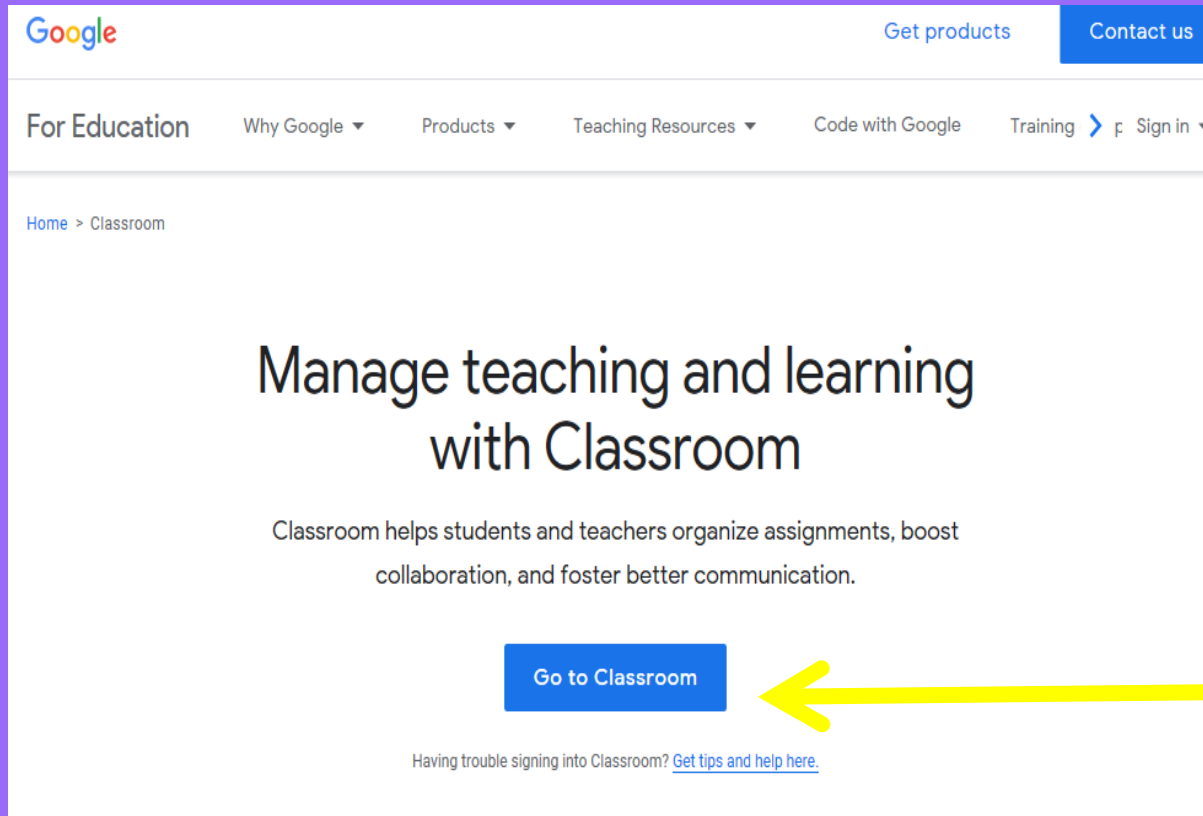 Google Get products Contact us
For Education Why Google Products Teaching Resources Code with Google Training Sign in
Home > Classroom
Manage teaching and learning
with Classroom
Classroom helps students and teachers organize assignments, boost
collaboration, and foster better communication.
Go to Classroom
Having trouble signing into Classroom? Get tips and help here.